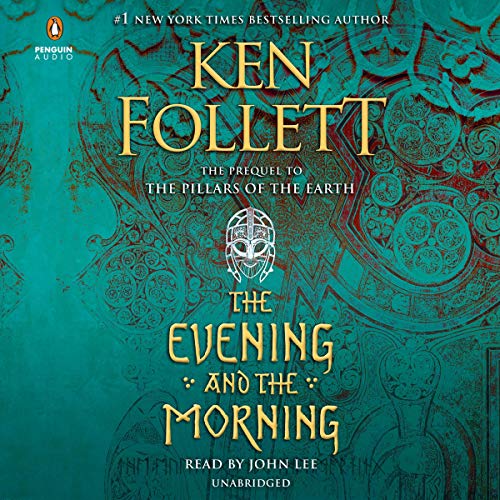 #1 NEW YORK TIMES BESTSELLING AUTHOR
PENGUIN
AUDIO
KEN
FOLLETT
THE PREQUEL TO
THE PILLARS OF THE EARTH
THE
EVENING
AND THE
MORNING
READ BY JOHN LEE
UNABRIDGED